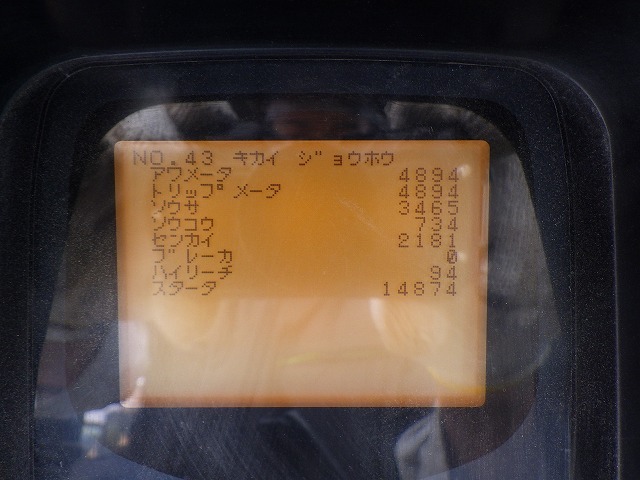 NO.43 キカイ ジョウホウ
アワメータ 4894
トリップメータ 4894
ソウサ 3465
ソウコウ 734
センカイ 2181
ブレーカ 0
ハイリーチ 94
スタータ 14874